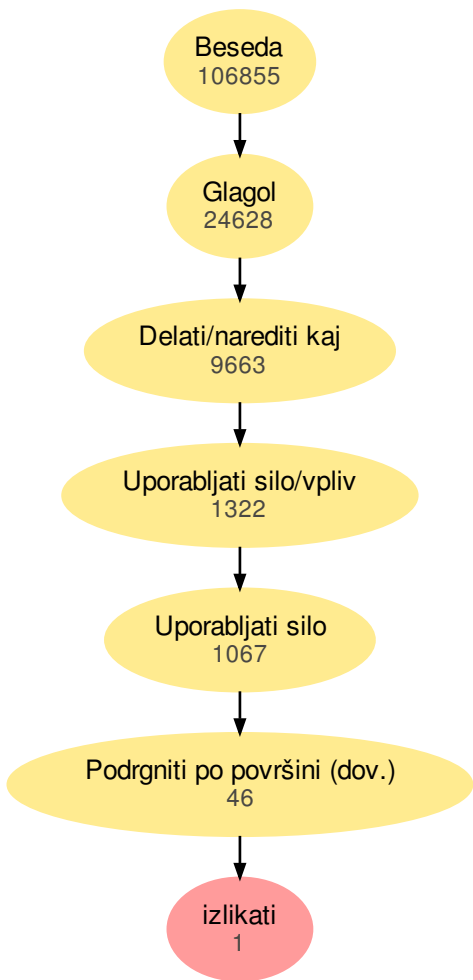 Beseda
106855
Glagol
24628
Delati/narediti kaj
9663
Uporabljati silo/vpliv
1322
Uporabljati silo
1067
Podrgniti po površini (dov.)
46
izlikati
1